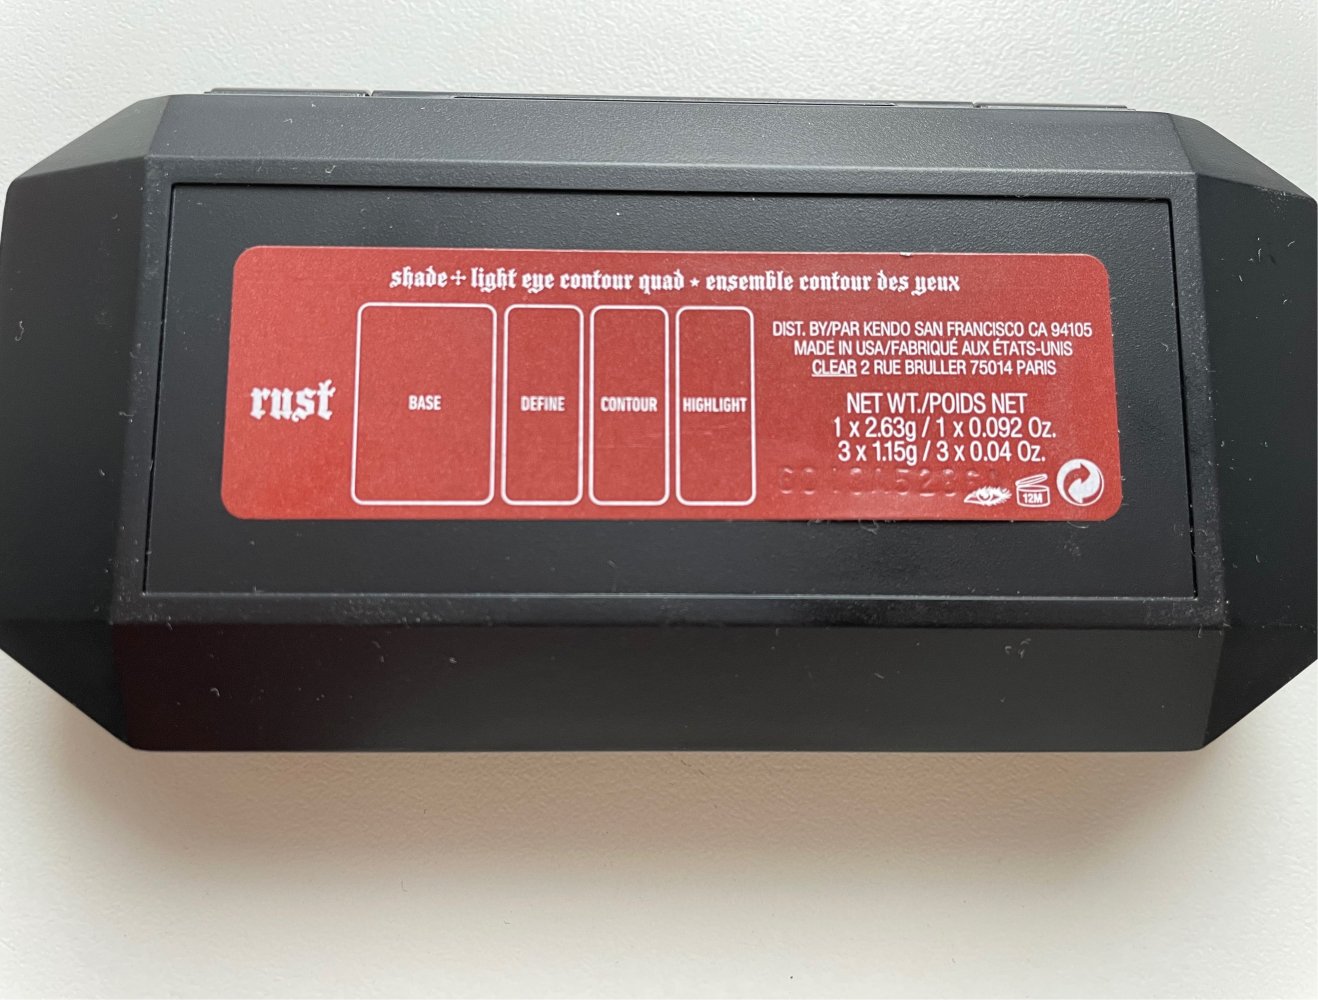 shade + light eye contour quad ★ ensemble contour des yeux
rust
BASE
DEFINE
CONTOUR
HIGHLIGHT
DIST. BY/PAR KENDO SAN FRANCISCO CA 94105
MADE IN USA/FABRIQUÉ AUX ÉTATS-UNIS
CLEAR 2 RUE BRULLER 75014 PARIS
NET WT./POIDS NET
1 x 2.63g / 1 x 0.092 Oz.
3 x 1.15g / 3 x 0.04 Oz.
12M